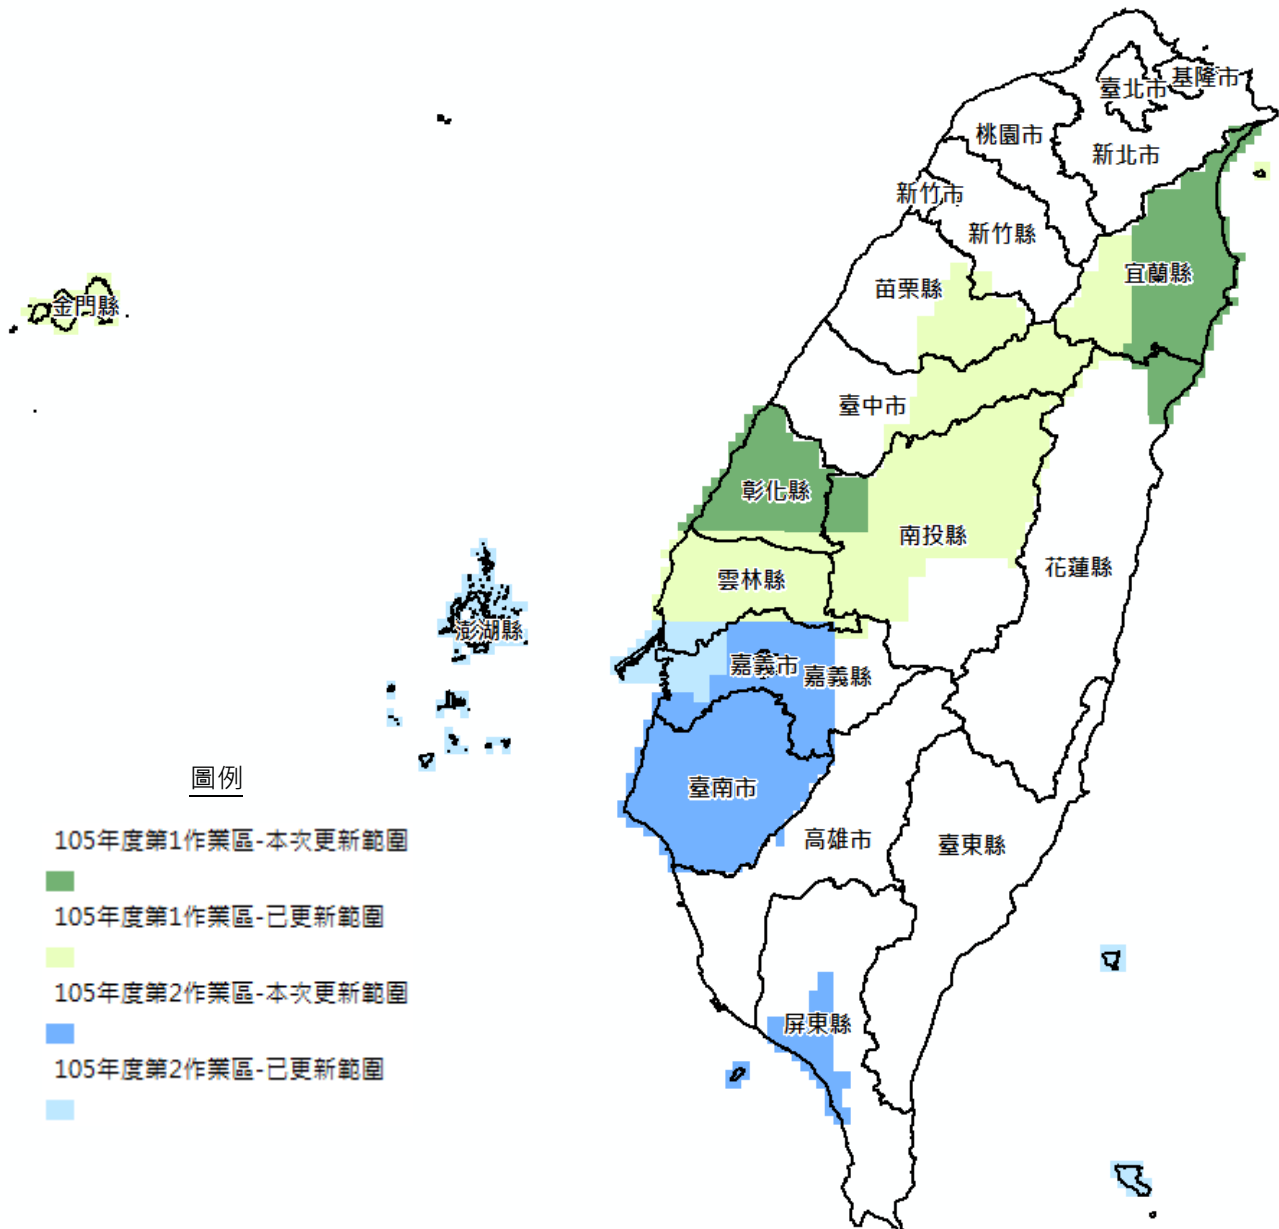 基隆市
臺北市
桃園市
新北市
新竹市
新竹縣
宜蘭縣
苗栗縣
金門縣
臺中市
彰化縣
南投縣
花蓮縣
雲林縣
澎湖縣
嘉義市
嘉義縣
臺南市
高雄市
臺東縣
屏東縣
圖例
105年度第1作業區-本次更新範圍
105年度第1作業區-已更新範圍
105年度第2作業區-本次更新範圍
105年度第2作業區-已更新範圍